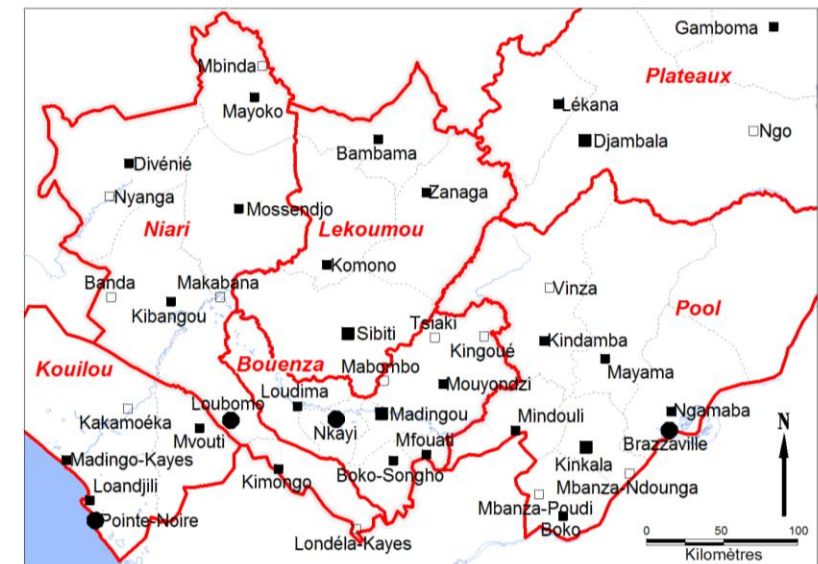 Gamboma
Mbinda
Plateaux
Mayoko
Lékana
Ngo
Bambama
Djambala
Divénié
Nyanga
Zanaga
Mossendjo
Niari
Lekoumou
Komono
Banda
Makabana
Vinza
Kibangou
Pool
Tsiaki
Sibiti
Kingoué
Kindamba
Kouilou
Bouenza
Mabombo
Mayama
Loudima
Mouyondzi
Loubomo
Kakamoéka
Madingou
Mindouli
Ngamaba
N
Mvouti
Nkayi
Mfouati
Brazzaville
Madingo-Kayes
Kinkala
Kimongo
Boko-Songho
Mbanza-Ndounga
Loandjili
Mbanza-Poudi
Pointe-Noire
Boko
Londéla-Kayes
0 50 100
Kilomètres